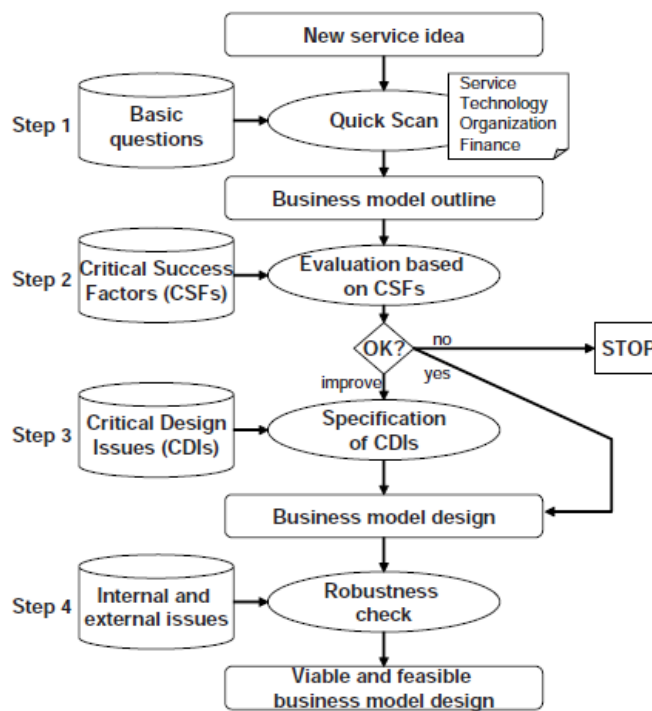 New service idea
Service
Technology
Organization
Finance
Step 1
Basic
questions
Quick Scan
Business model outline
Step 2
Critical Success
Factors (CSFs)
Evaluation based
on CSFs
OK?
no
STOP
improve
yes
Step 3
Critical Design
Issues (CDIs)
Specification
of CDIs
Business model design
Step 4
Internal and
external issues
Robustness
check
Viable and feasible
business model design